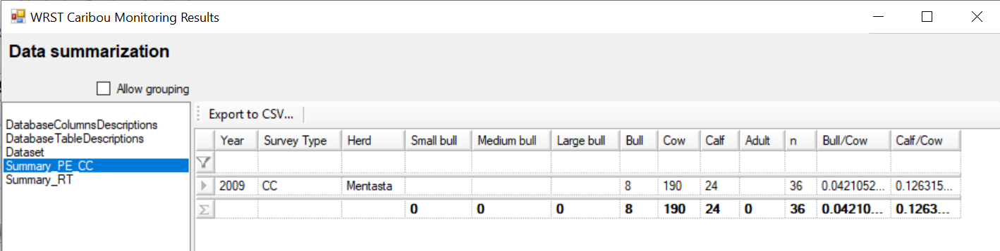 WRST Caribou Monitoring Results
Data summarization
Allow grouping
DatabaseColumnsDescriptions
DatabaseTableDescriptions
Dataset
Summary_PE_CC
Summary_RT
Export to CSV...
Year Survey Type Herd Small bull Medium bull Large bull Bull Cow Calf Adult n Bull/Cow Calf/Cow
2009 CC Mentasta 8 190 24 36 0.0421052... 0.126315...
Σ 0 0 0 8 190 24 0 36 0.04210... 0.1263...